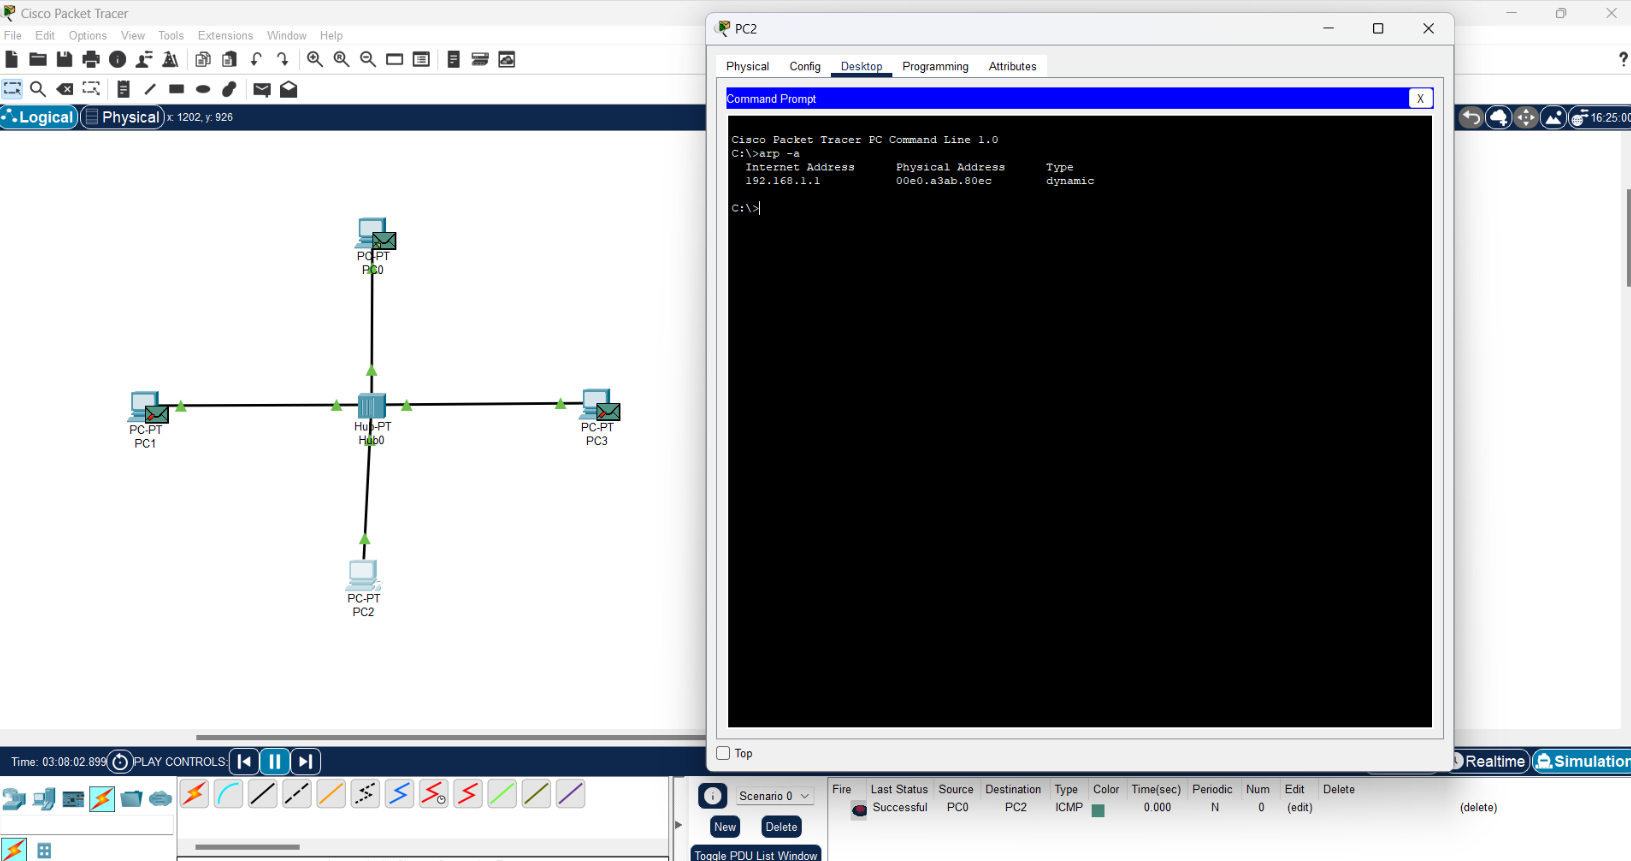 Cisco Packet Tracer
File Edit Options View Tools Extensions Window Help
?
Logical Physical x: 1202, y: 926
16:25:00
PC-PT
PC0
PC-PT
PC1
Hub-PT
Hub0
PC-PT
PC3
PC-PT
PC2
PC2
Physical Config Desktop Programming Attributes
Command Prompt
X
Cisco Packet Tracer PC Command Line 1.0
C:\>arp -a
Internet Address Physical Address Type
192.168.1.1 00e0.a3ab.80ec dynamic
C:\>
Top
Time: 03:08:02.899 PLAY CONTROLS:
Realtime Simulation
Scenario 0
New Delete
Toggle PDU List Window
Fire Last Status Source Destination Type Color Time(sec) Periodic Num Edit Delete
Successful PC0 PC2 ICMP 0.000 N 0 (edit) (delete)